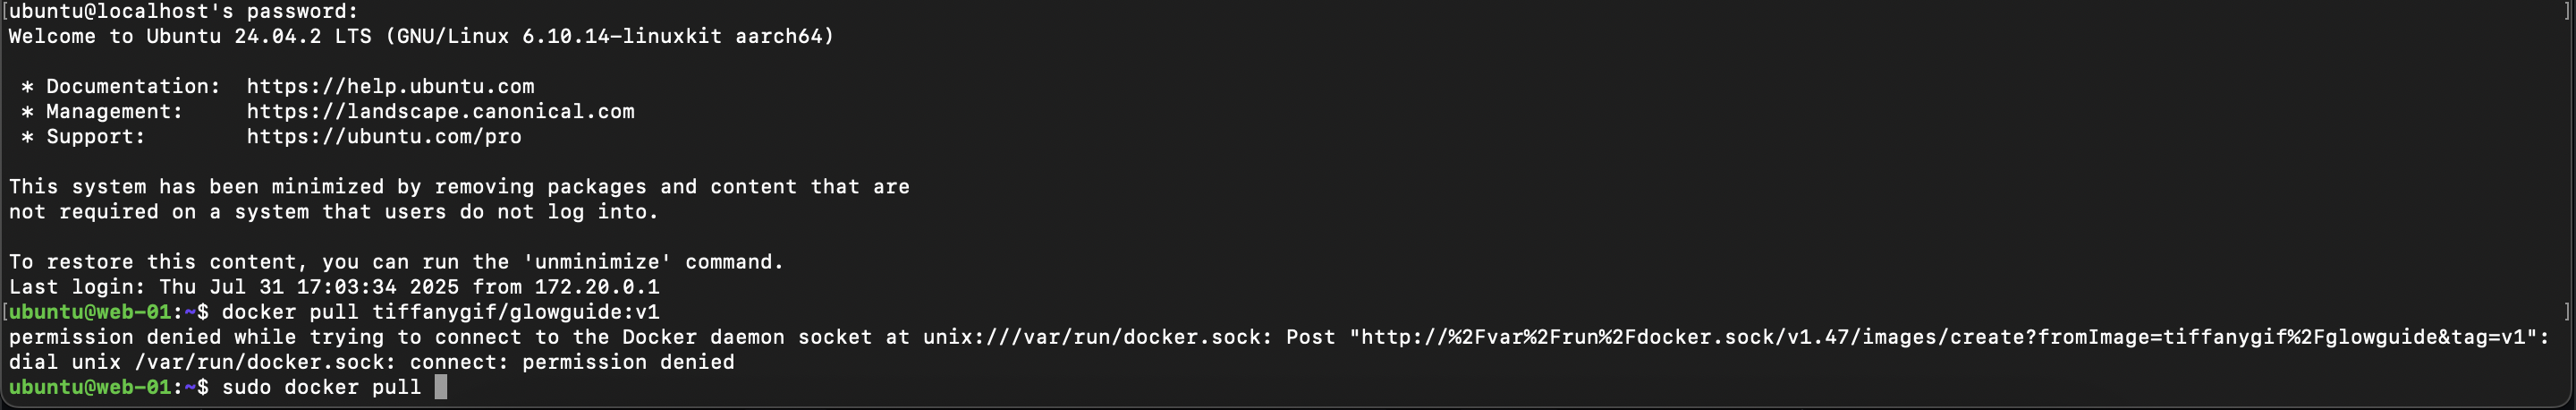 [ubuntu@localhost's password: ]
Welcome to Ubuntu 24.04.2 LTS (GNU/Linux 6.10.14-linuxkit aarch64)
* Documentation:  https://help.ubuntu.com
* Management:     https://landscape.canonical.com
* Support:        https://ubuntu.com/pro
This system has been minimized by removing packages and content that are
not required on a system that users do not log into.
To restore this content, you can run the 'unminimize' command.
Last login: Thu Jul 31 17:03:34 2025 from 172.20.0.1
[ubuntu@web-01:~$ docker pull tiffanygif/glowguide:v1 ]
permission denied while trying to connect to the Docker daemon socket at unix:///var/run/docker.sock: Post "http://%2Fvar%2Frun%2Fdocker.sock/v1.47/images/create?fromImage=tiffanygif%2Fglowguide&tag=v1":
dial unix /var/run/docker.sock: connect: permission denied
ubuntu@web-01:~$ sudo docker pull